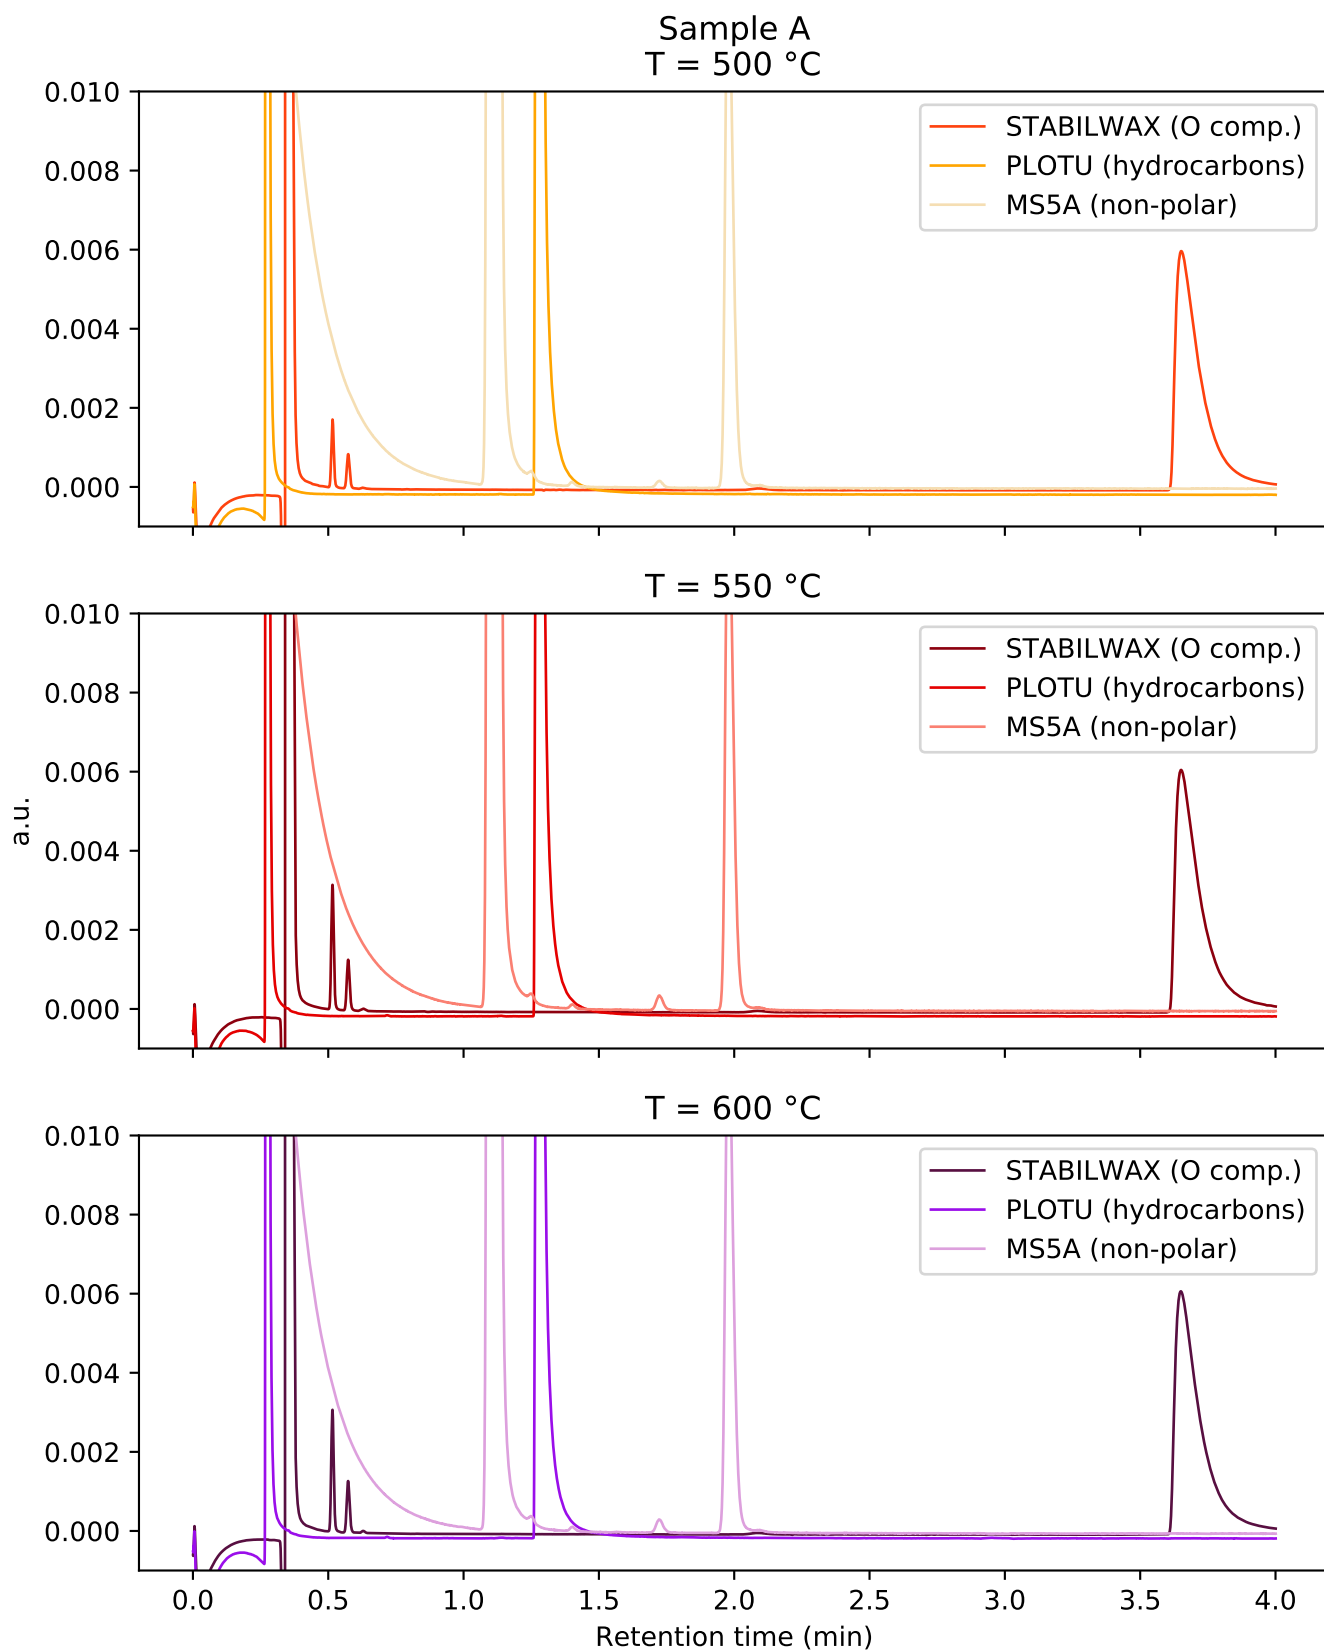 Sample A
T = 500 °C
0.010
0.008
0.006
0.004
0.002
0.000
STABILWAX (O comp.)
PLOTU (hydrocarbons)
MS5A (non-polar)
T = 550 °C
0.010
0.008
0.006
0.004
0.002
0.000
a.u.
STABILWAX (O comp.)
PLOTU (hydrocarbons)
MS5A (non-polar)
T = 600 °C
0.010
0.008
0.006
0.004
0.002
0.000
STABILWAX (O comp.)
PLOTU (hydrocarbons)
MS5A (non-polar)
0.0 0.5 1.0 1.5 2.0 2.5 3.0 3.5 4.0
Retention time (min)